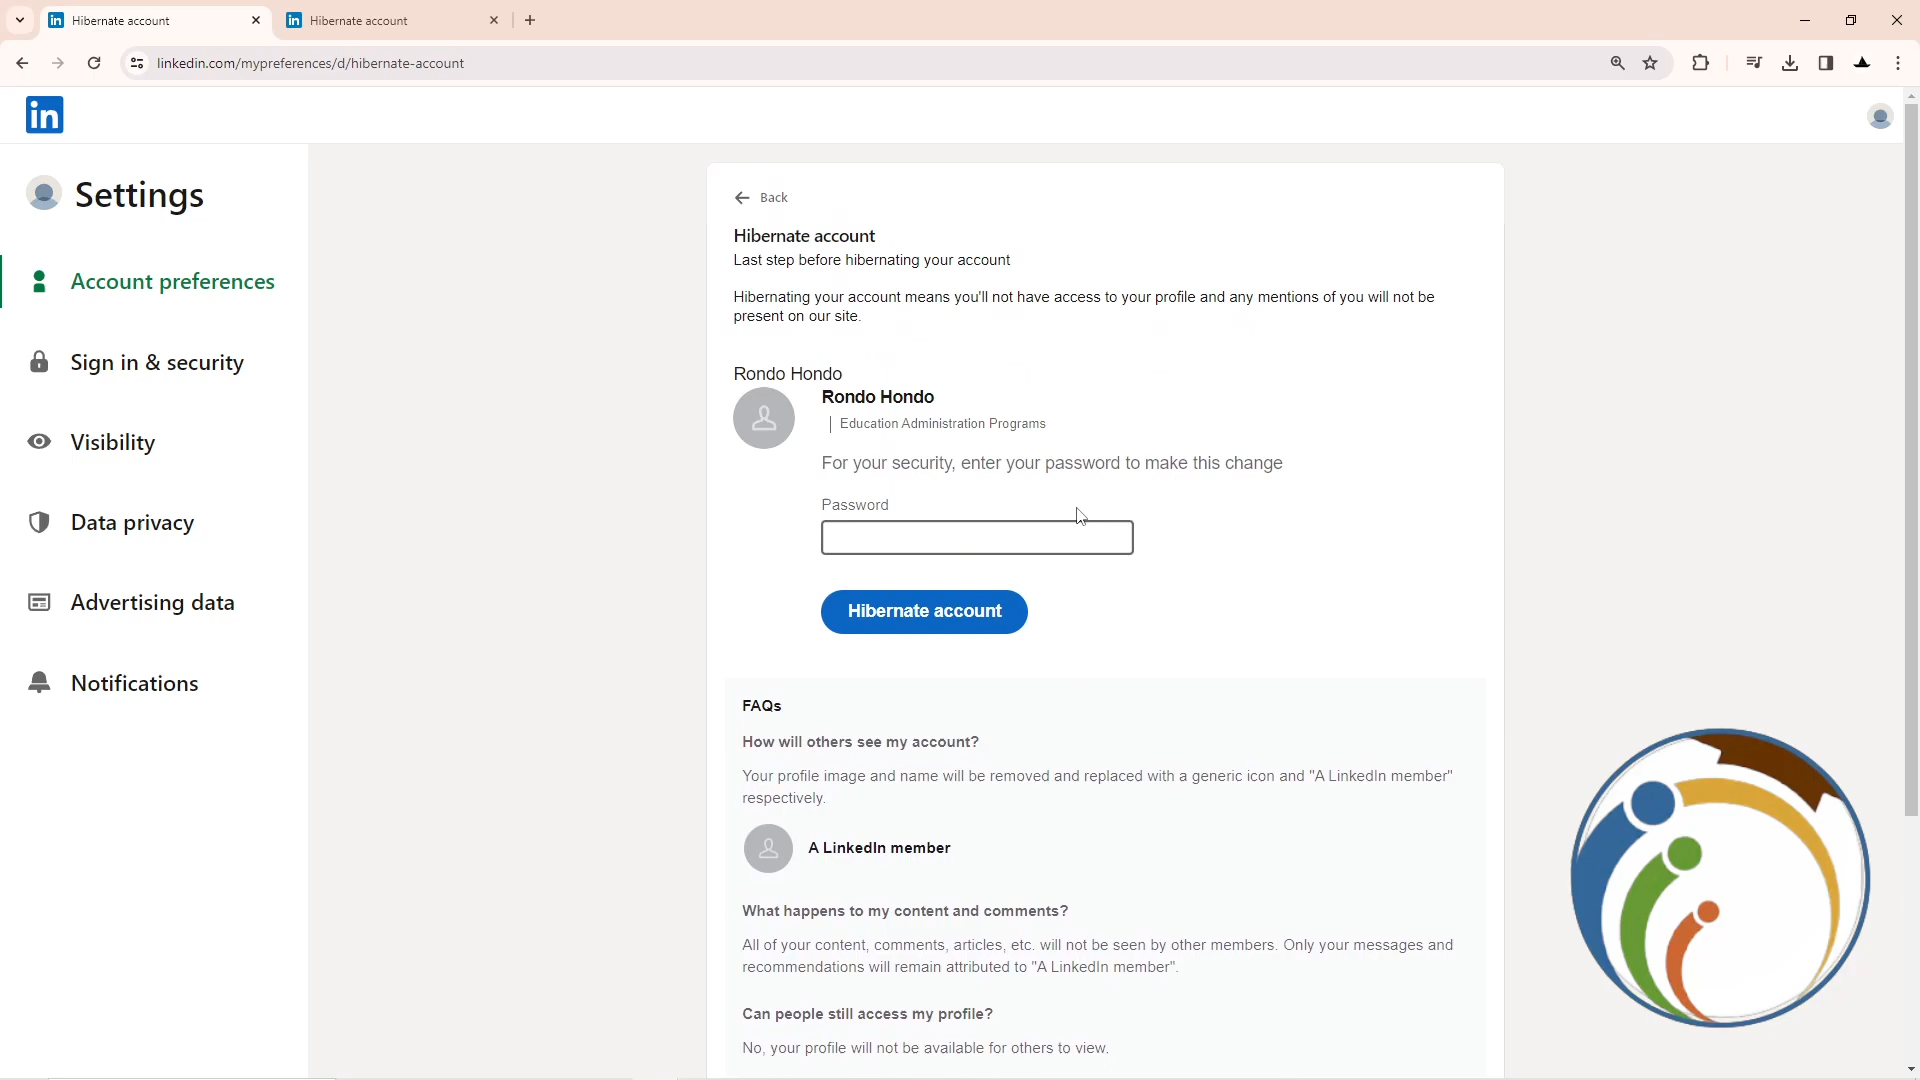 Hibernate account
Hibernate account
linkedin.com/mypreferences/d/hibernate-account
in
Settings
Account preferences
Sign in & security
Visibility
Data privacy
Advertising data
Notifications
Back
Hibernate account
Last step before hibernating your account
Hibernating your account means you'll not have access to your profile and any mentions of you will not be
present on our site.
Rondo Hondo
Rondo Hondo
Education Administration Programs
For your security, enter your password to make this change
Password
Hibernate account
FAQs
How will others see my account?
Your profile image and name will be removed and replaced with a generic icon and "A LinkedIn member"
respectively.
A LinkedIn member
What happens to my content and comments?
All of your content, comments, articles, etc. will not be seen by other members. Only your messages and
recommendations will remain attributed to "A LinkedIn member".
Can people still access my profile?
No, your profile will not be available for others to view.